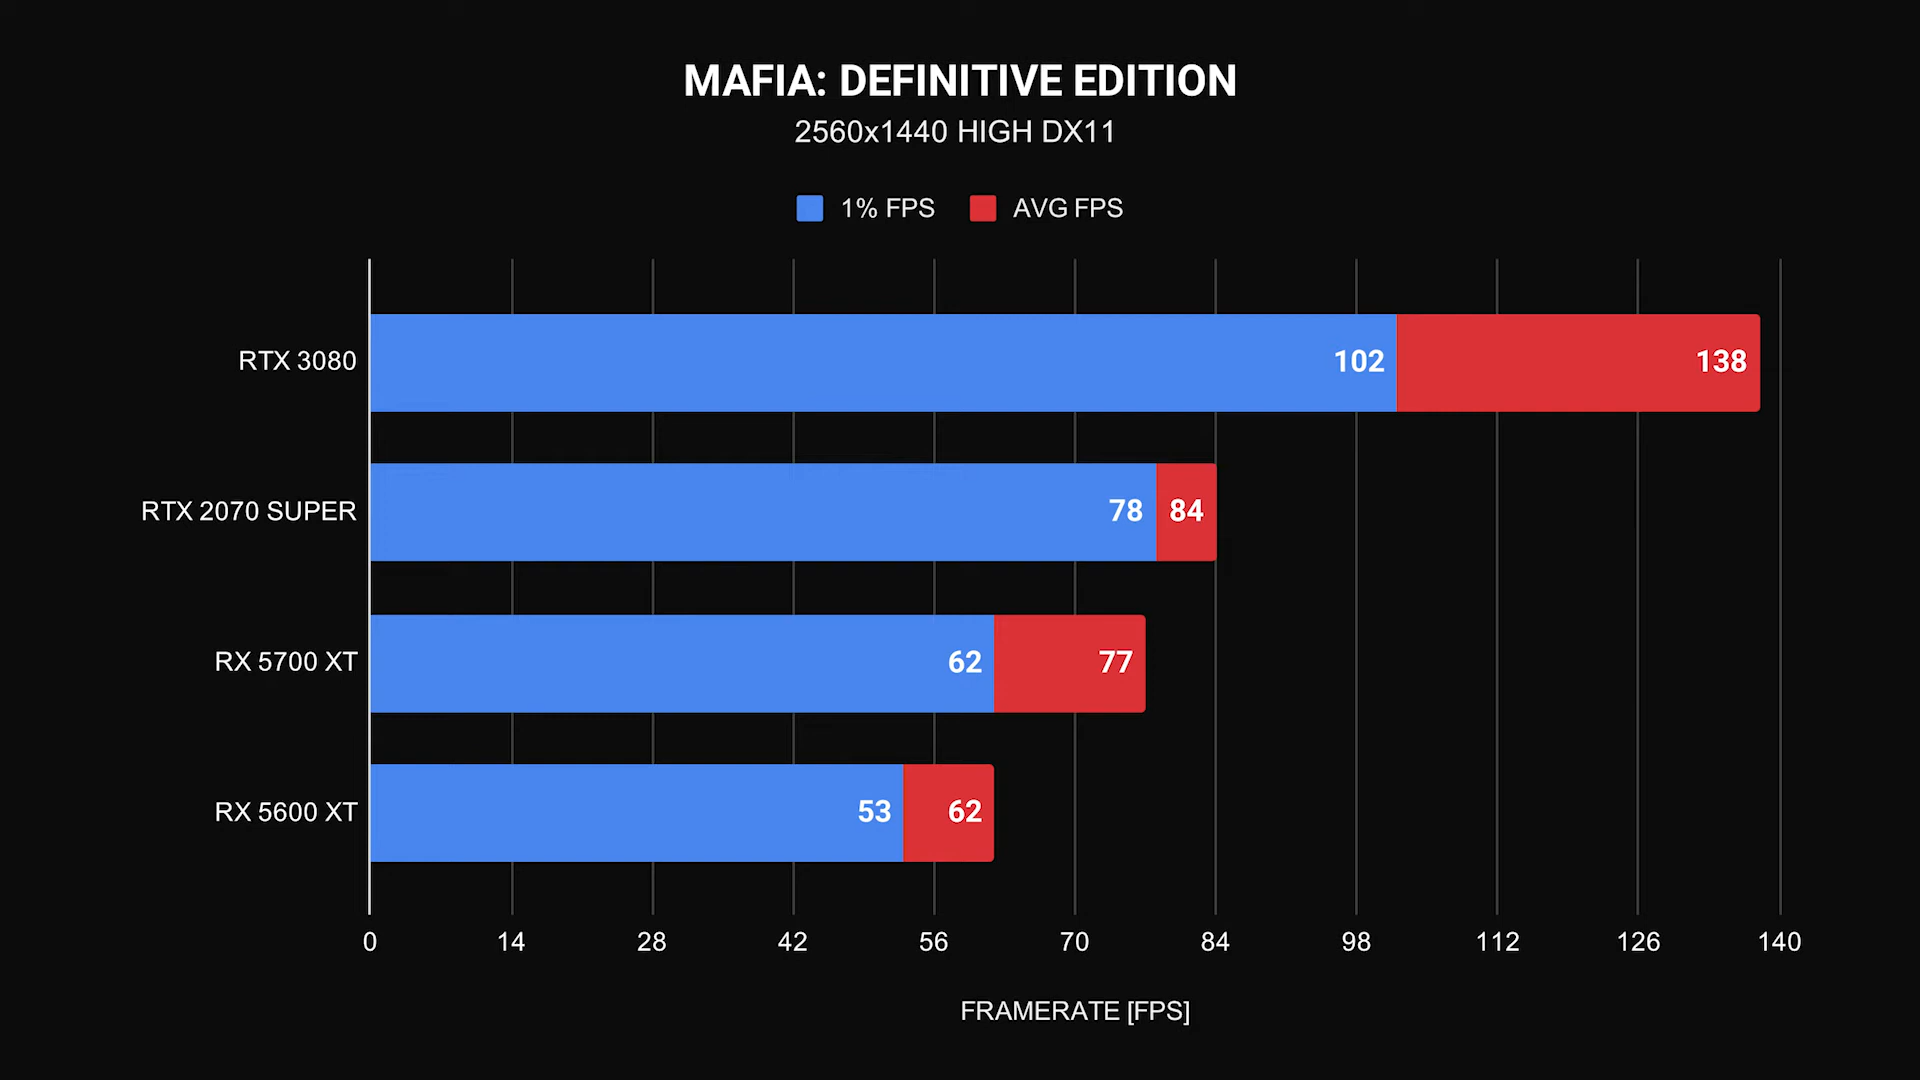 MAFIA: DEFINITIVE EDITION
2560x1440 HIGH DX11
1% FPS AVG FPS
RTX 3080 102 138
RTX 2070 SUPER 78 84
RX 5700 XT 62 77
RX 5600 XT 53 62
0 14 28 42 56 70 84 98 112 126 140
FRAMERATE [FPS]